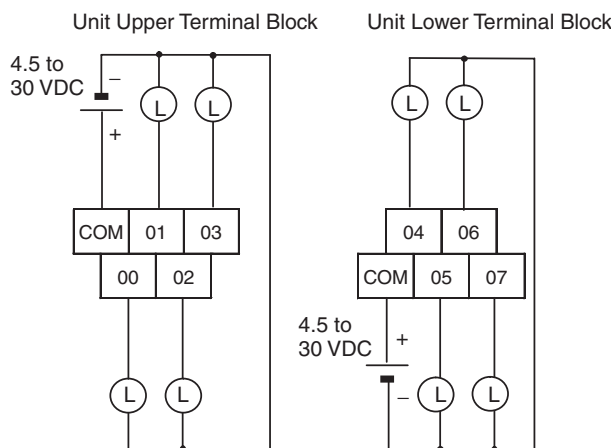 Unit Upper Terminal Block
4.5 to
30 VDC
−
+
L
L
COM 01 03
00 02
L
L
Unit Lower Terminal Block
L
L
04 06
COM 05 07
4.5 to
30 VDC
+
−
L
L